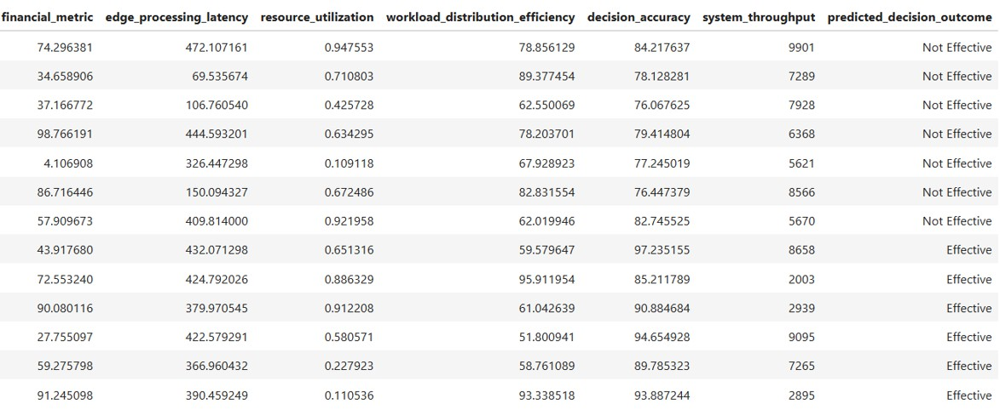 financial_metric edge_processing_latency resource_utilization workload_distribution_efficiency decision_accuracy system_throughput predicted_decision_outcome
74.296381 472.107161 0.947553 78.856129 84.217637 9901 Not Effective
34.658906 69.535674 0.710803 89.377454 78.128281 7289 Not Effective
37.166772 106.760540 0.425728 62.550069 76.067625 7928 Not Effective
98.766191 444.593201 0.634295 78.203701 79.414804 6368 Not Effective
4.106908 326.447298 0.109118 67.928923 77.245019 5621 Not Effective
86.716446 150.094327 0.672486 82.831554 76.447379 8566 Not Effective
57.909673 409.814000 0.921958 62.019946 82.745525 5670 Not Effective
43.917680 432.071298 0.651316 59.579647 97.235155 8658 Effective
72.553240 424.792026 0.886329 95.911954 85.211789 2003 Effective
90.080116 379.970545 0.912208 61.042639 90.884684 2939 Effective
27.755097 422.579291 0.580571 51.800941 94.654928 9095 Effective
59.275798 366.960432 0.227923 58.761089 89.785323 7265 Effective
91.245098 390.459249 0.110536 93.338518 93.887244 2895 Effective